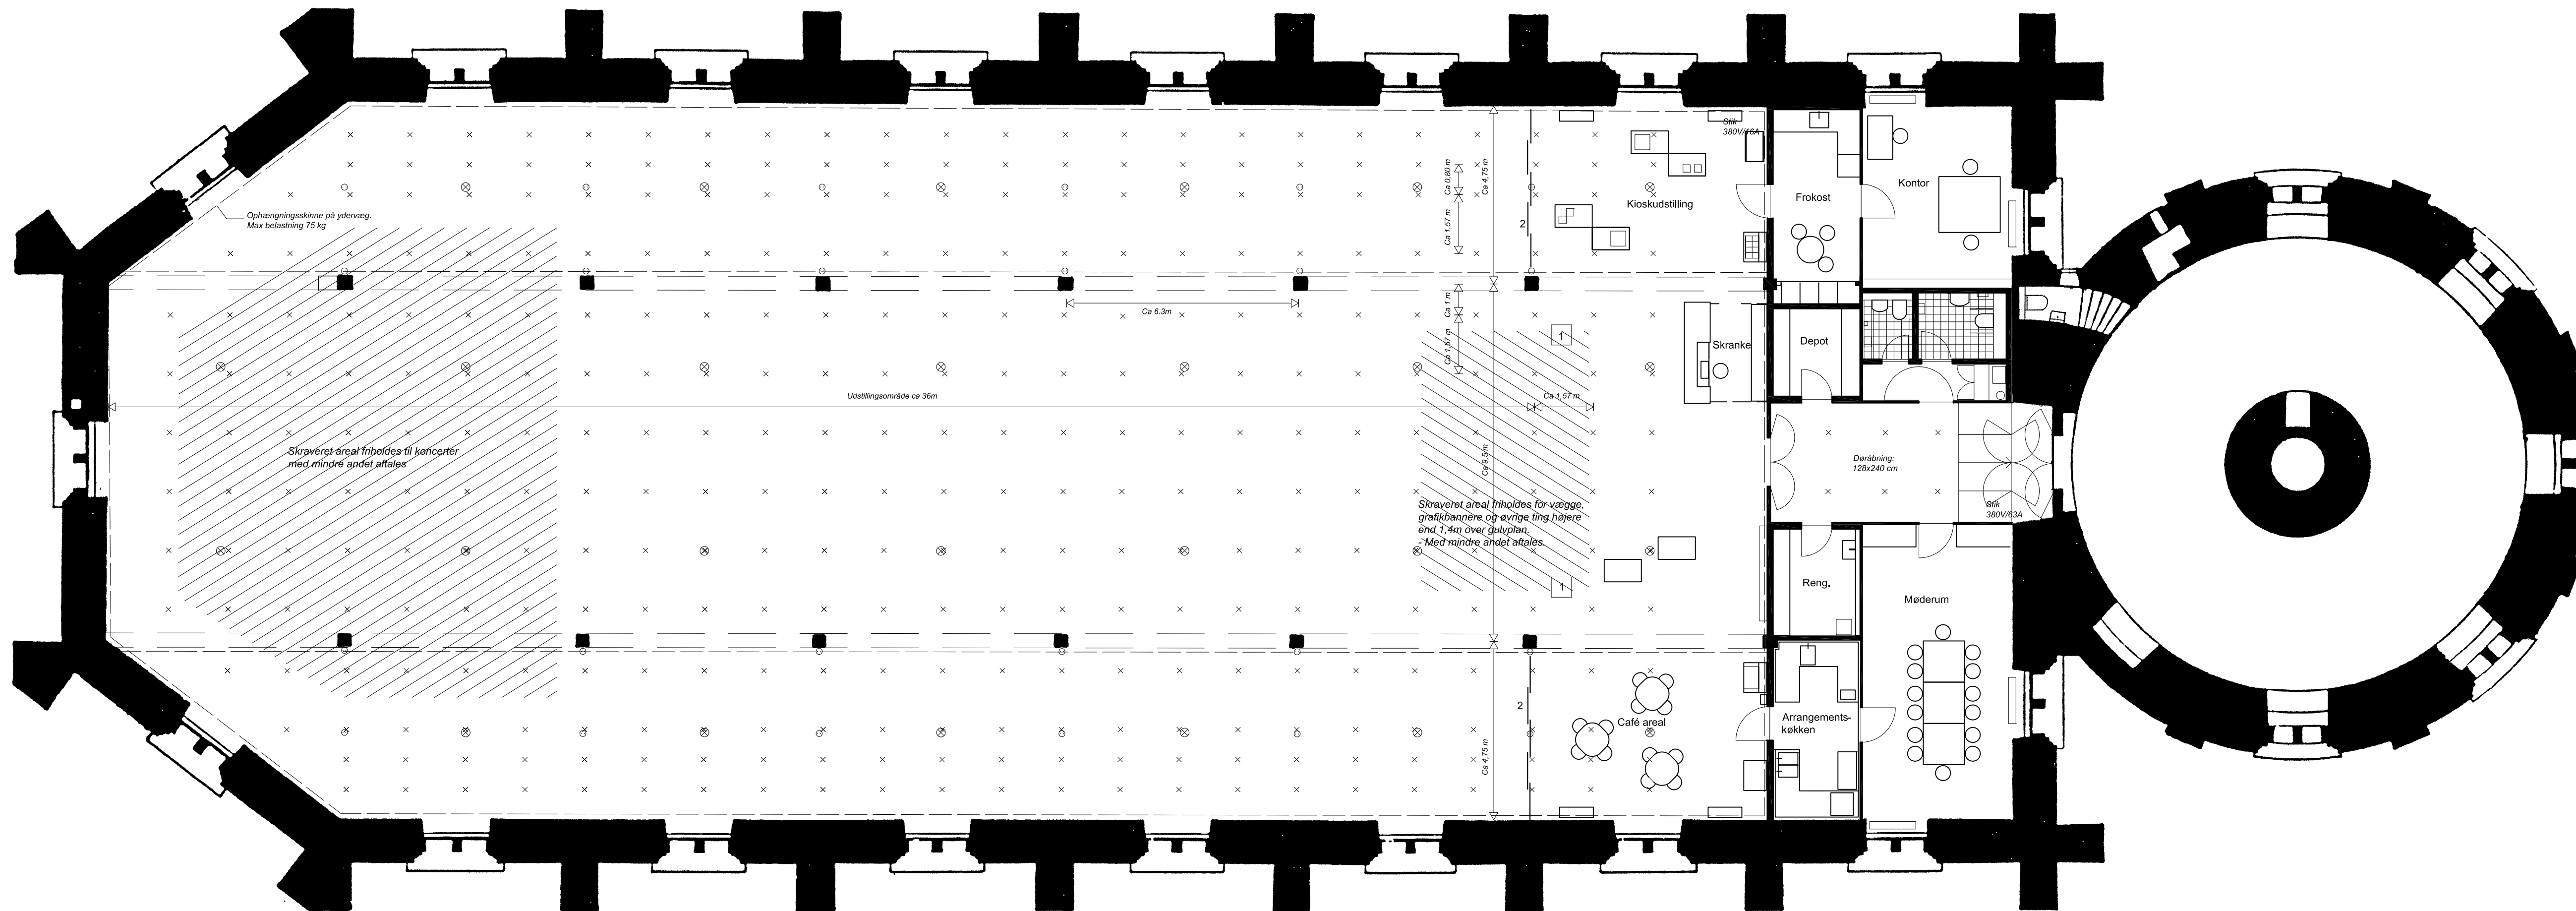 Stik
380V/16A
Ca 0,80 m
Ca 4,75 m
Kontor
Frokost
Kioskudstilling
Ophængningsskinne på ydervæg.
Max belastning 75 kg
Ca 1,57 m
2
Ca 1 m
Ca 6.3m
1
Ca 1,57 m
Skranke
Depot
Udstillingsområde ca 36m
Ca 1,57 m
Skraveret areal friholdes til koncerter
med mindre andet aftales
Ca 9,5 m
Døråbning:
128x240 cm
Skraveret areal friholdes for vægge,
grafikbannere og øvrige ting højere
end 1,4m over gulvplan.
- Med mindre andet aftales.
Stik
380V/63A
1
Reng.
Møderum
2
Café areal
Arrangements-
køkken
Ca 4,75 m